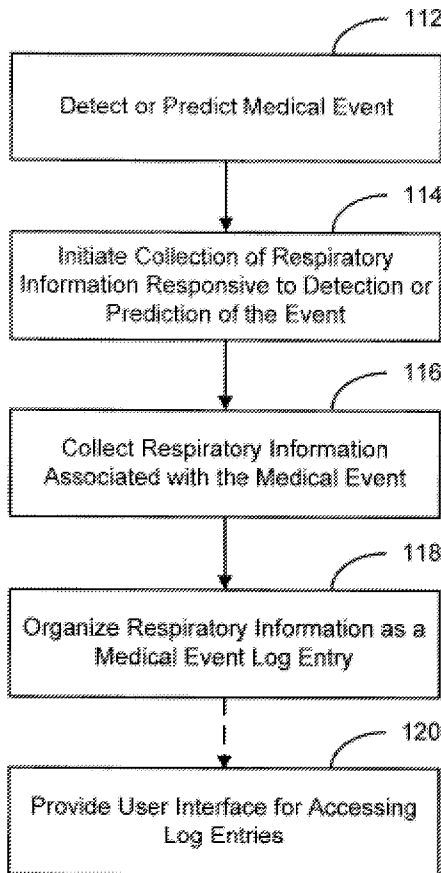 112
Detect or Predict Medical Event
114
Initiate Collection of Respiratory
Information Responsive to Detection or
Prediction of the Event
116
Collect Respiratory Information
Associated with the Medical Event
118
Organize Respiratory Information as a
Medical Event Log Entry
120
Provide User Interface for Accessing
Log Entries